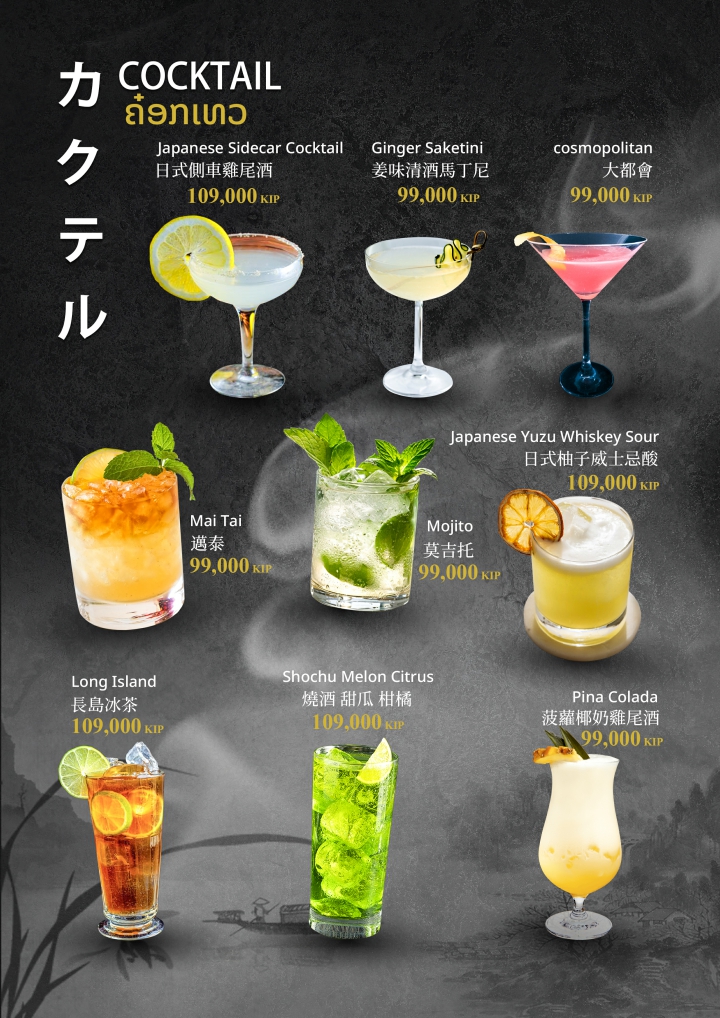 カクテル
COCKTAIL
ຄ໋ອກເທວ
Japanese Sidecar Cocktail
日式側車雞尾酒
109,000 KIP
Ginger Saketini
姜味清酒馬丁尼
99,000 KIP
cosmopolitan
大都會
99,000 KIP
Mai Tai
邁泰
99,000 KIP
Mojito
莫吉托
99,000 KIP
Japanese Yuzu Whiskey Sour
日式柚子威士忌酸
109,000 KIP
Long Island
長島冰茶
109,000 KIP
Shochu Melon Citrus
燒酒 甜瓜 柑橘
109,000 KIP
Pina Colada
菠蘿椰奶雞尾酒
99,000 KIP